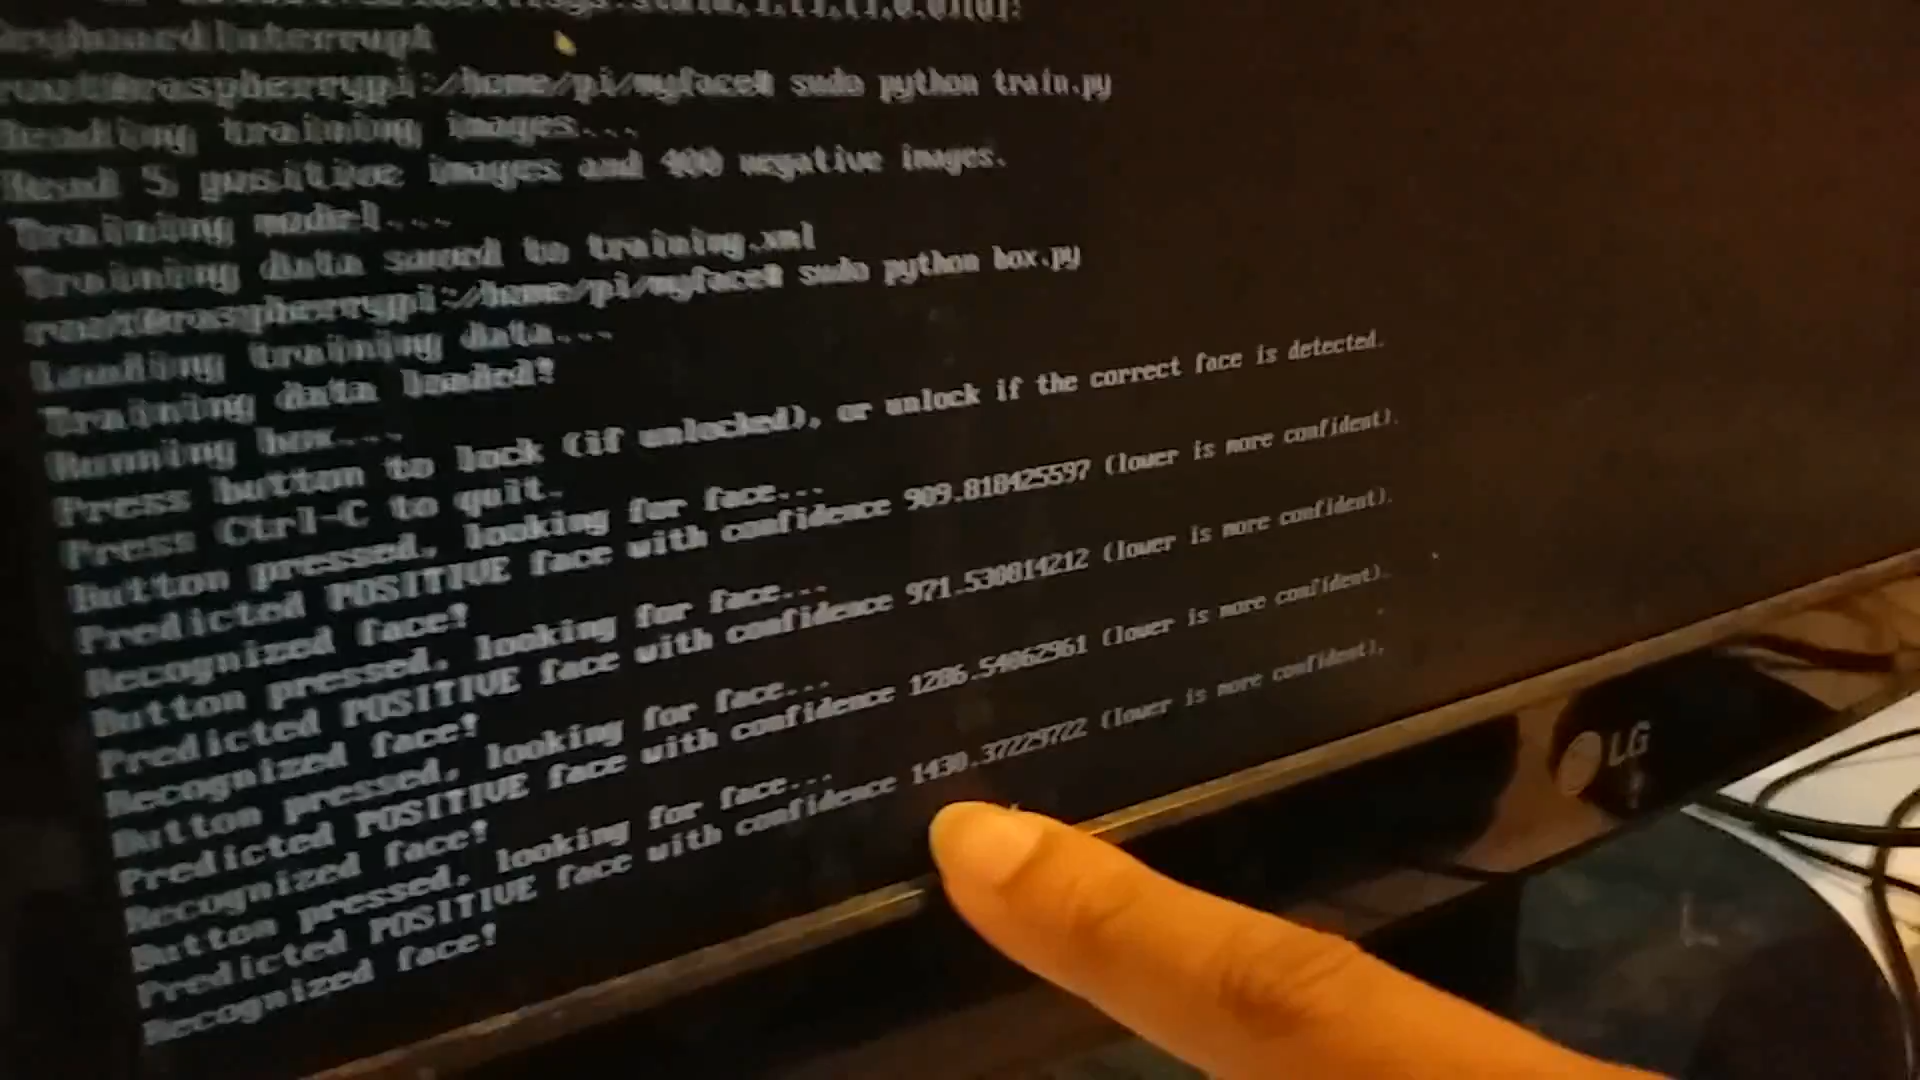 KeyboardInterrupt
root@raspberrypi:/home/pi/myface# sudo python train.py
Reading training images...
Read 5 positive images and 400 negative images.
Training model...
Training data saved to training.xml
root@raspberrypi:/home/pi/myface# sudo python box.py
Loading training data...
Training data loaded!
Running box...
Press button to lock (if unlocked), or unlock if the correct face is detected.
Press Ctrl-C to quit.
Button pressed, looking for face...
Predicted POSITIVE face with confidence 909.818425597 (lower is more confident).
Recognized face!
Button pressed, looking for face...
Predicted POSITIVE face with confidence 971.530814212 (lower is more confident).
Recognized face!
Button pressed, looking for face...
Predicted POSITIVE face with confidence 1286.54862961 (lower is more confident).
Recognized face!
Button pressed, looking for face...
Predicted POSITIVE face with confidence 1430.37229722 (lower is more confident).
Recognized face!
LG